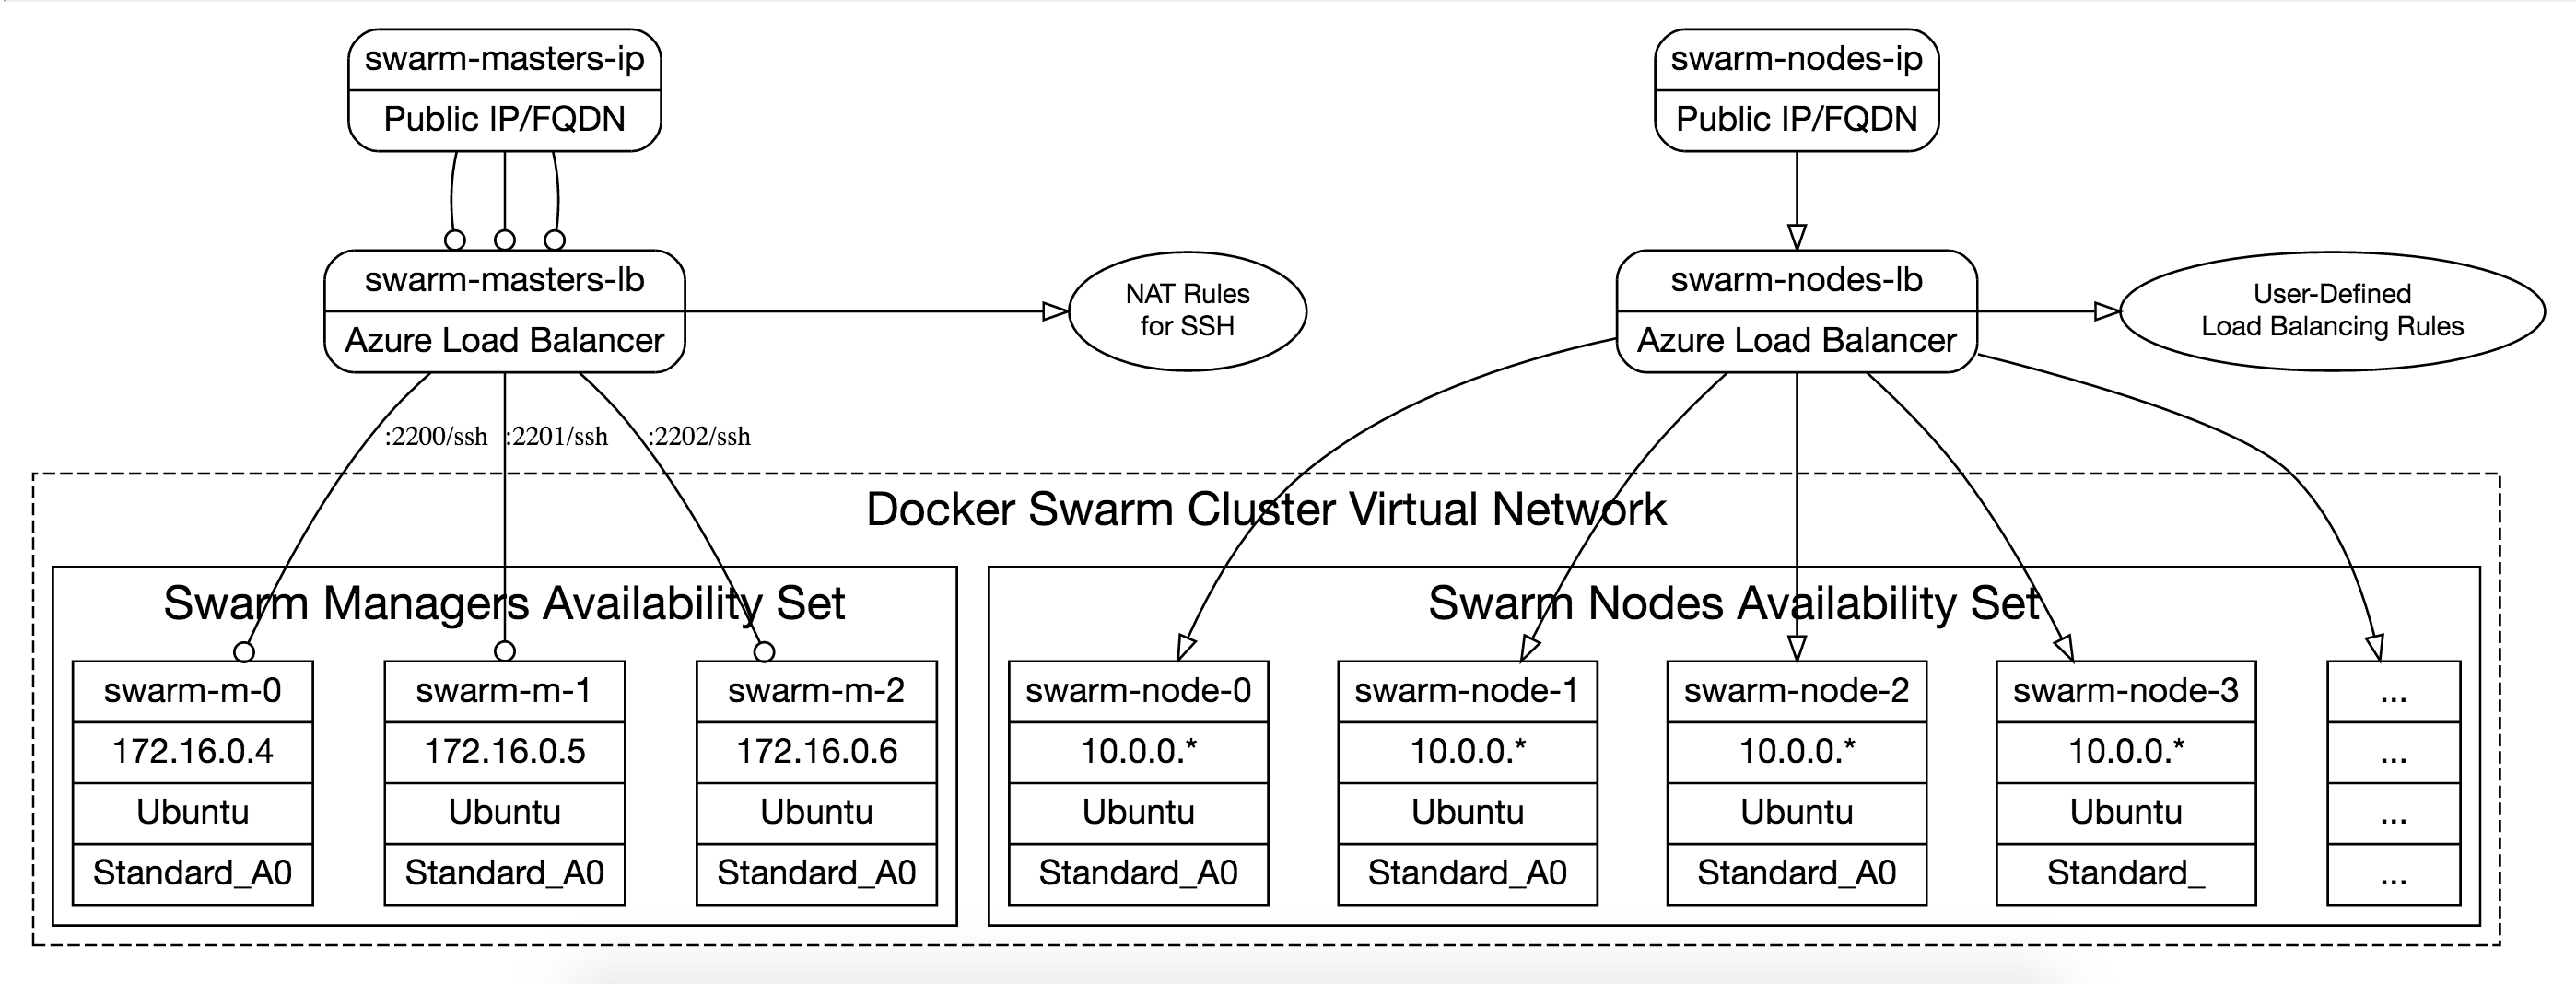 swarm-masters-ip
Public IP/FQDN
swarm-nodes-ip
Public IP/FQDN
swarm-masters-lb
Azure Load Balancer
NAT Rules
for SSH
swarm-nodes-lb
Azure Load Balancer
User-Defined
Load Balancing Rules
:2200/ssh
:2201/ssh
:2202/ssh
Docker Swarm Cluster Virtual Network
Swarm Managers Availability Set
swarm-m-0
172.16.0.4
Ubuntu
Standard_A0
swarm-m-1
172.16.0.5
Ubuntu
Standard_A0
swarm-m-2
172.16.0.6
Ubuntu
Standard_A0
Swarm Nodes Availability Set
swarm-node-0
10.0.0.*
Ubuntu
Standard_A0
swarm-node-1
10.0.0.*
Ubuntu
Standard_A0
swarm-node-2
10.0.0.*
Ubuntu
Standard_A0
swarm-node-3
10.0.0.*
Ubuntu
Standard_
...
...
...
...